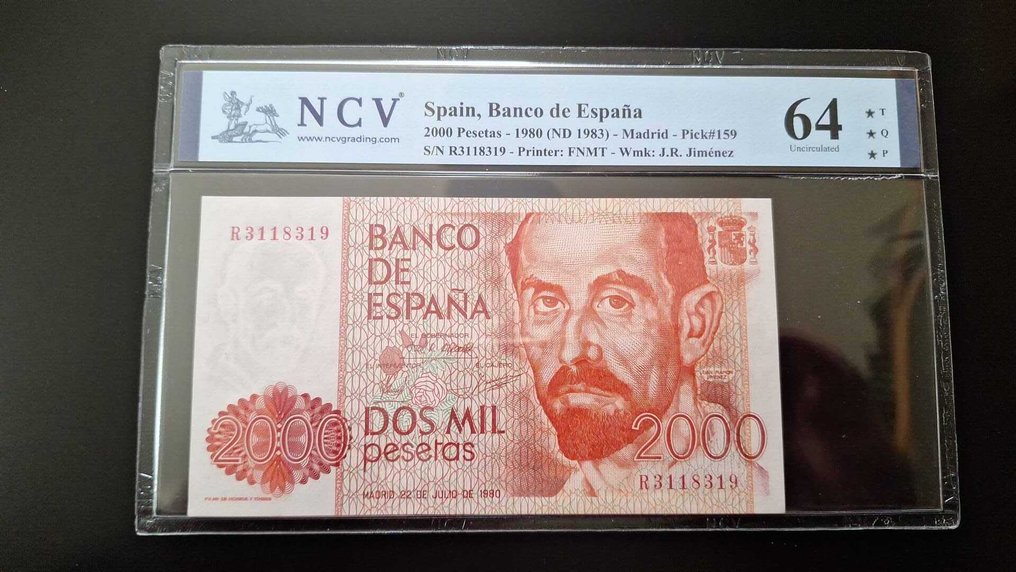 NCV®
www.ncvgrading.com
Spain, Banco de España
2000 Pesetas - 1980 (ND 1983) - Madrid - Pick#159
S/N R3118319 - Printer: FNMT - Wmk: J.R. Jiménez
64
Uncirculated
★ T
★ Q
★ P
R3118319
BANCO
DE
ESPAÑA
EL GOBERNADOR
2000
DOS MIL
pesetas
2000
MADRID 22 DE JULIO DE 1980
R3118319